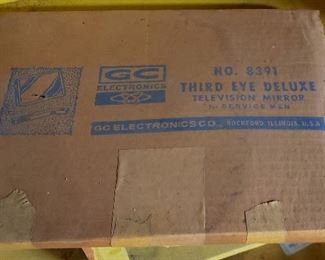 GC
ELECTRONICS
NO. 8391
THIRD EYE DELUXE
TELEVISION MIRROR
for SERVICE MEN
GC ELECTRONICS CO., ROCKFORD, ILLINOIS, U.S.A